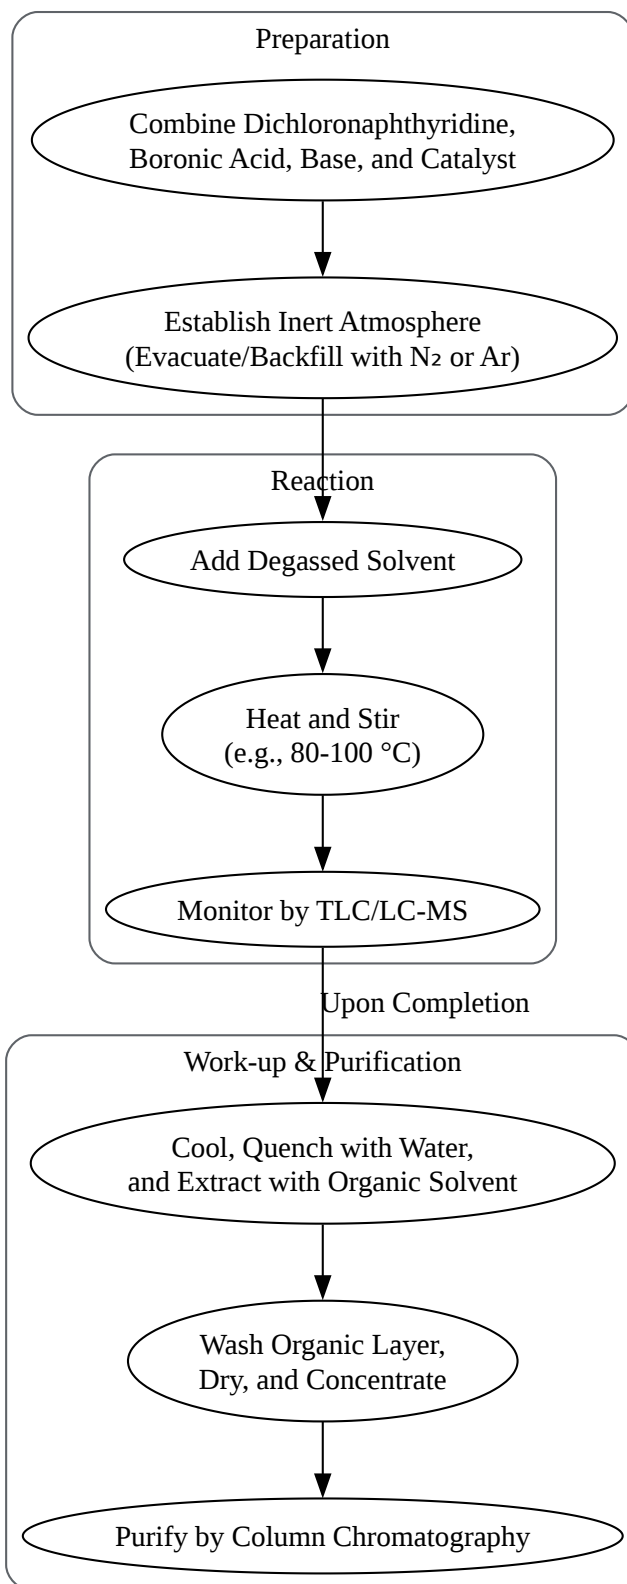 Preparation
Combine Dichloronaphthyridine,
Boronic Acid, Base, and Catalyst
Establish Inert Atmosphere
(Evacuate/Backfill with N₂ or Ar)
Reaction
Add Degassed Solvent
Heat and Stir
(e.g., 80-100 °C)
Monitor by TLC/LC-MS
Upon Completion
Work-up & Purification
Cool, Quench with Water,
and Extract with Organic Solvent
Wash Organic Layer,
Dry, and Concentrate
Purify by Column Chromatography